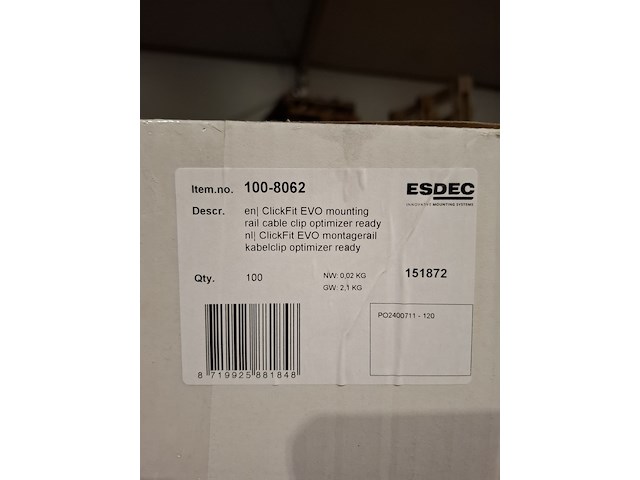 Item.no. 100-8062
ESDEC
INNOVATIVE MOUNTING SYSTEMS
Descr. en| ClickFit EVO mounting
rail cable clip optimizer ready
nl| ClickFit EVO montagerail
kabelclip optimizer ready
Qty. 100
NW: 0,02 KG
GW: 2,1 KG
151872
PO2400711 - 120
8 719925 881848